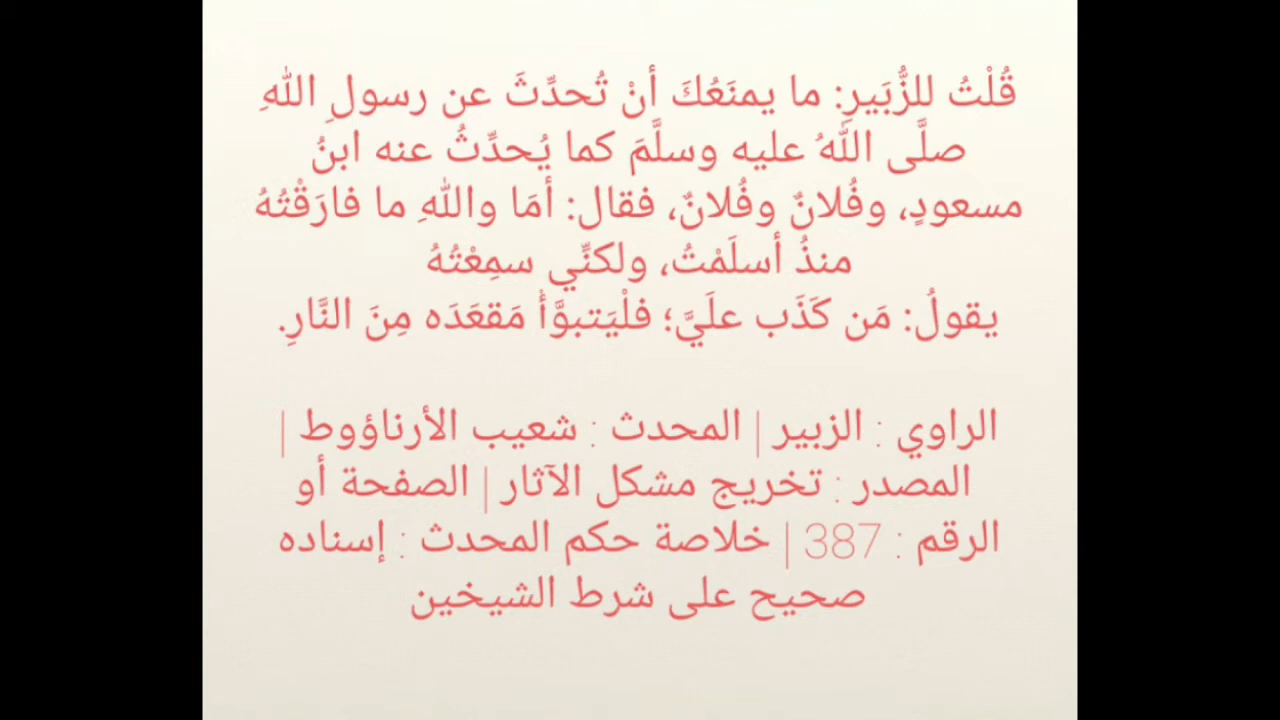 قُلْتُ للزُّبَيرِ: ما يمنَعُكَ أنْ تُحدِّثَ عن رسولِ اللهِ
صلَّى اللهُ عليه وسلَّمَ كما يُحدِّثُ عنه ابنُ
مسعودٍ، وفُلانٌ وفُلانٌ، فقال: أمَا واللهِ ما فارَقْتُهُ
منذُ أسلَمْتُ، ولكنِّي سمِعْتُهُ
يقولُ: مَن كَذَب علَيَّ؛ فلْيَتبوَّأْ مَقعَدَه مِنَ النَّارِ.
الراوي : الزبير | المحدث : شعيب الأرناؤوط |
المصدر : تخريج مشكل الآثار | الصفحة أو
الرقم : 387 | خلاصة حكم المحدث : إسناده
صحيح على شرط الشيخين